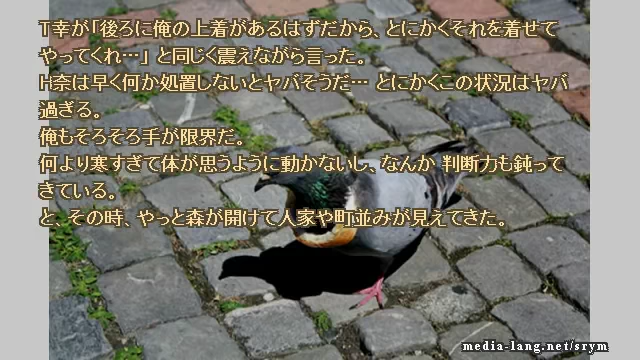 T幸が「後ろに俺の上着があるはずだから、とにかくそれを着せて
やってくれ…」と同じく震えながら言った。
H奈は早く何か処置しないとヤバそうだ… とにかくこの状況はヤバ
過ぎる。
俺もそろそろ手が限界だ。
何より寒すぎて体が思うように動かないし、なんか 判断力も鈍って
きている。
と、その時、やっと森が開けて人家や町並みが見えてきた。
media-lang.net/srym